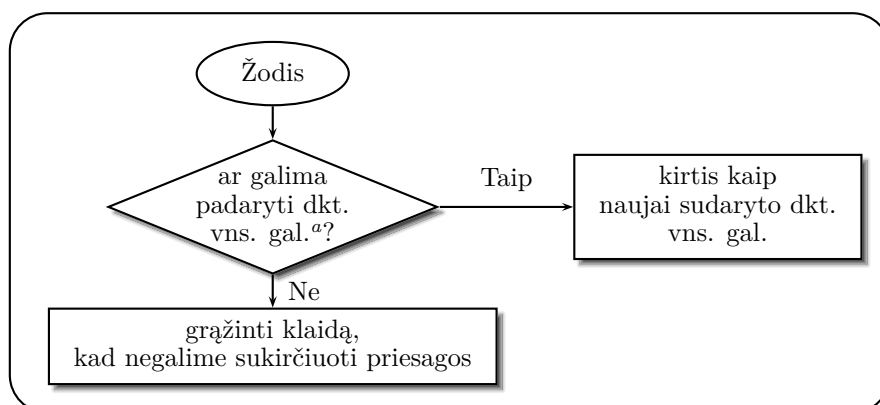 Žodis
ar galima
padaryti dkt.
vns. gal.ᵃ?
Taip
kirtis kaip
naujai sudaryto dkt.
vns. gal.
Ne
grąžinti klaidą,
kad negalime sukirčiuoti priesagos